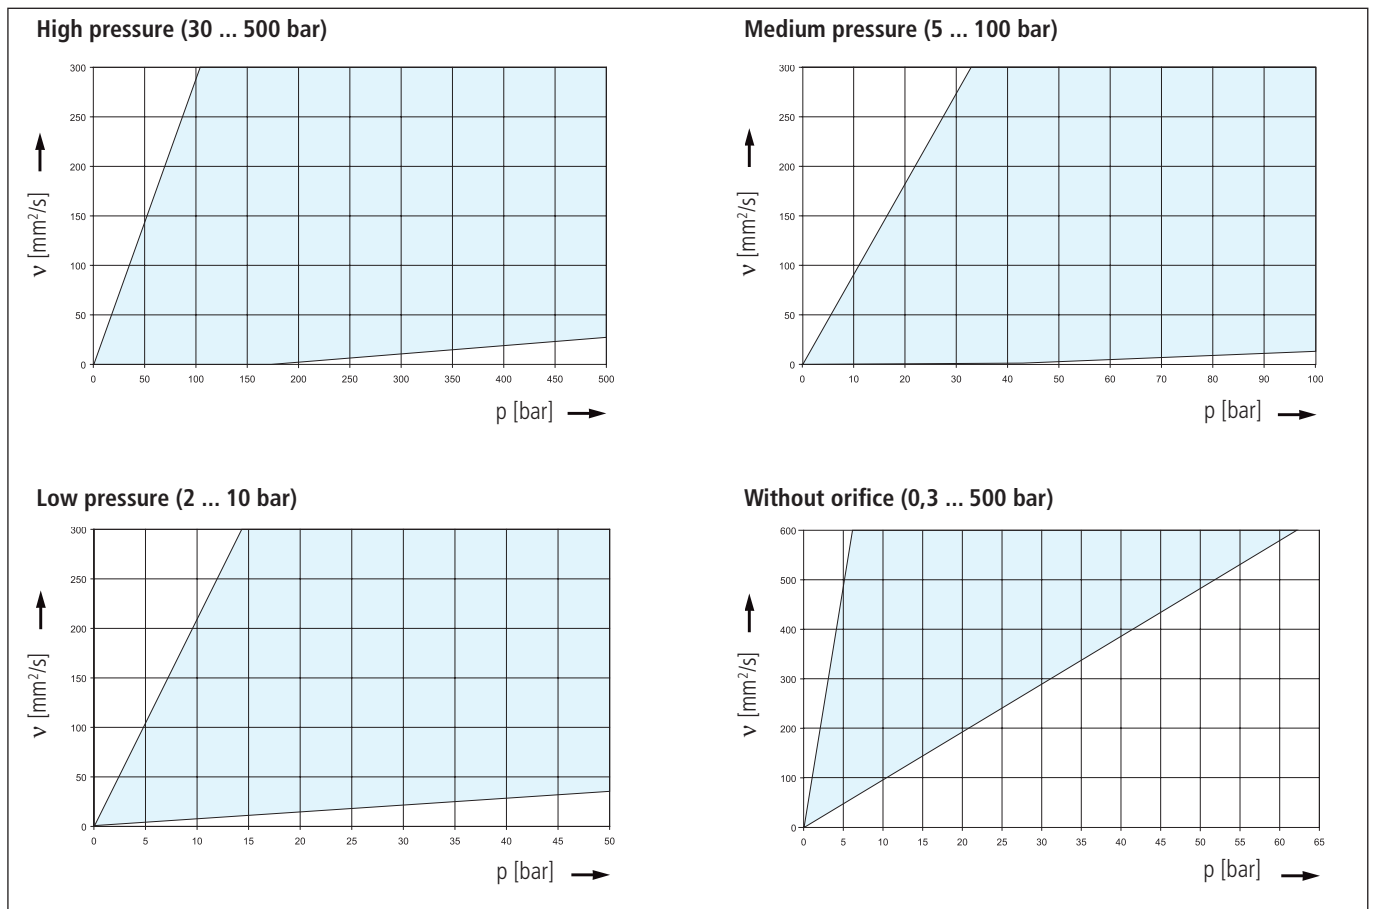 High pressure (30 ... 500 bar)
300
250
200
150
100
50
0
0 50 100 150 200 250 300 350 400 450 500
ν [mm²/s]
p [bar]
Medium pressure (5 ... 100 bar)
300
250
200
150
100
50
0
0 10 20 30 40 50 60 70 80 90 100
ν [mm²/s]
p [bar]
Low pressure (2 ... 10 bar)
300
250
200
150
100
50
0
0 5 10 15 20 25 30 35 40 45 50
ν [mm²/s]
p [bar]
Without orifice (0,3 ... 500 bar)
600
500
400
300
200
100
0
0 5 10 15 20 25 30 35 40 45 50 55 60 65
ν [mm²/s]
p [bar]